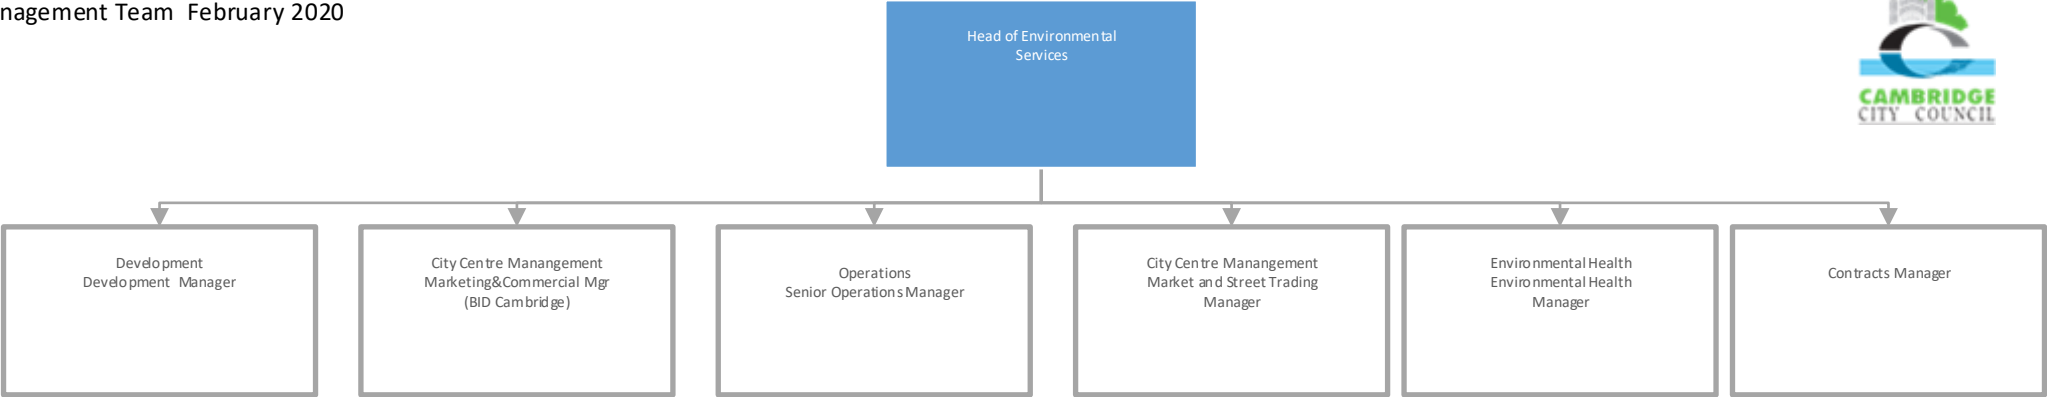 Team February 2020
Head of Environmental
Services
CAMBRIDGE
CITY COUNCIL
Development
Development Manager
City Centre Manangement
Marketing&Commercial Mgr
(BID Cambridge)
Operations
Senior Operations Manager
City Centre Manangement
Market and Street Trading
Manager
Environmental Health
Environmental Health
Manager
Contracts Manager